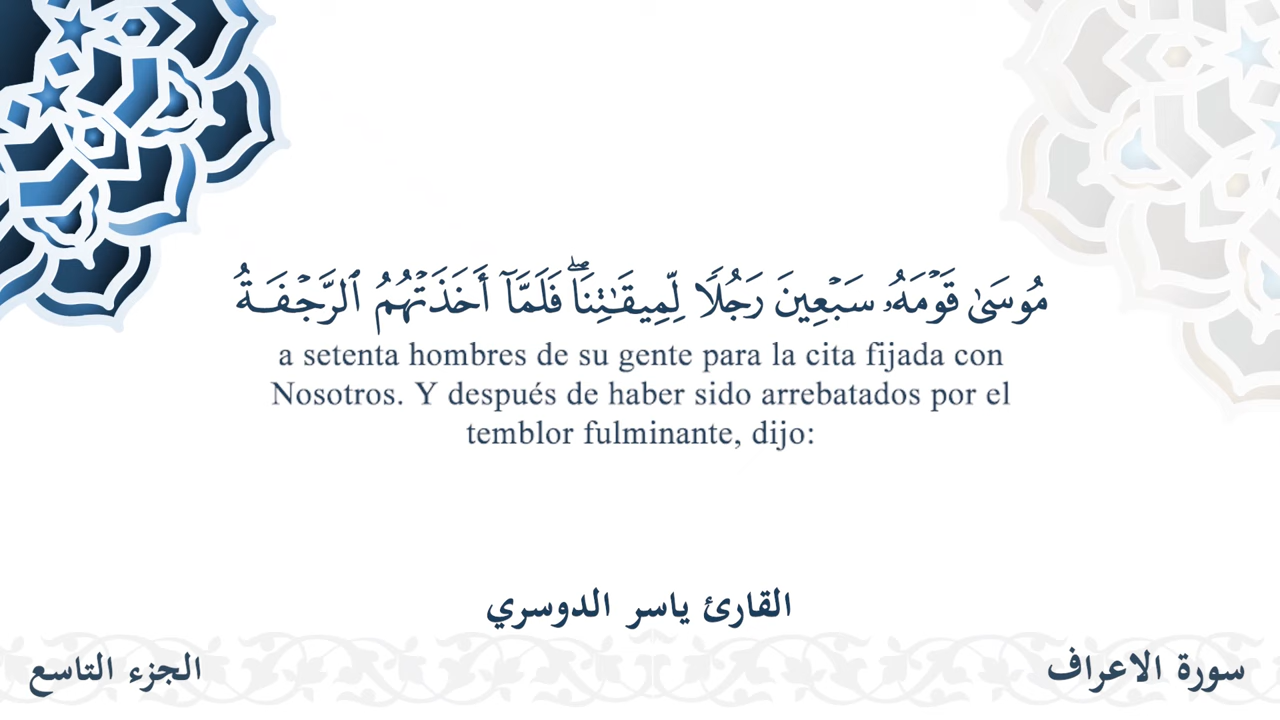 مُوسَىٰ قَوْمَهُۥ سَبْعِينَ رَجُلًا لِّمِيقَـٰتِنَا ۖ فَلَمَّآ أَخَذَتْهُمُ ٱلرَّجْفَةُ
a setenta hombres de su gente para la cita fijada con
Nosotros. Y después de haber sido arrebatados por el
temblor fulminante, dijo:
القارئ ياسر الدوسري
سورة الاعراف
الجزء التاسع